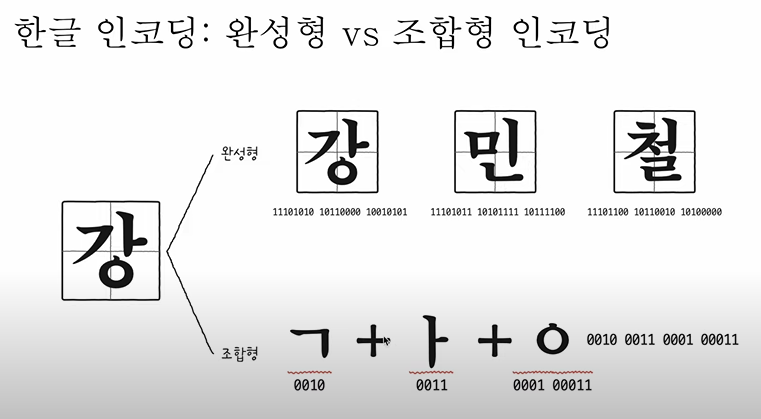 한글 인코딩: 완성형 vs 조합형 인코딩
강
완성형
강 민 철
11101010 10110000 10010101 11101011 10101111 10111100 11101100 10110010 10100000
조합형
ㄱ + ㅏ + ㅇ 0010 0011 0001 00011
0010 0011 0001 00011